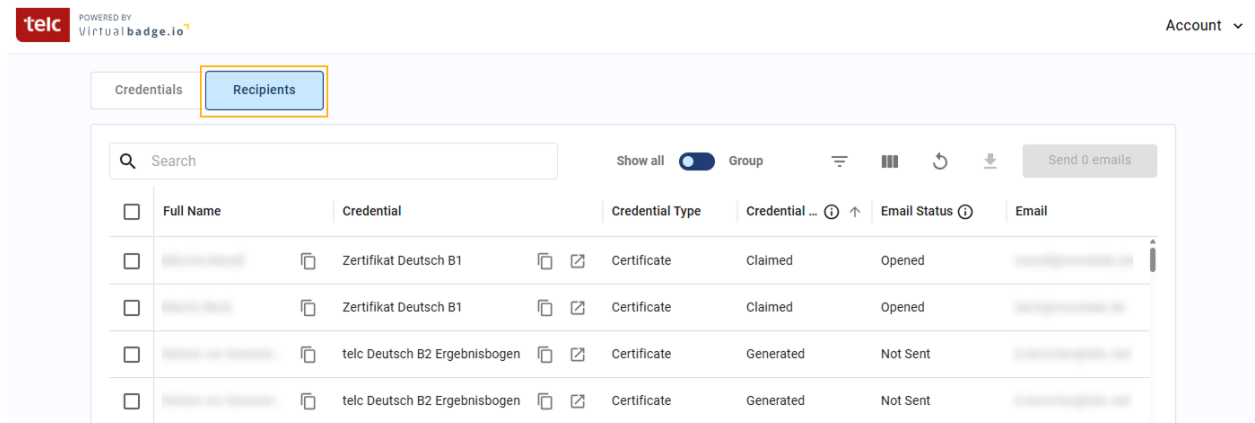 telc
POWERED BY
Virtualbadge.io
Account
Credentials
Recipients
Search
Show all
Group
Send 0 emails
Full Name
Credential
Credential Type
Credential ...
Email Status
Email
Zertifikat Deutsch B1
Certificate
Claimed
Opened
Zertifikat Deutsch B1
Certificate
Claimed
Opened
telc Deutsch B2 Ergebnisbogen
Certificate
Generated
Not Sent
telc Deutsch B2 Ergebnisbogen
Certificate
Generated
Not Sent